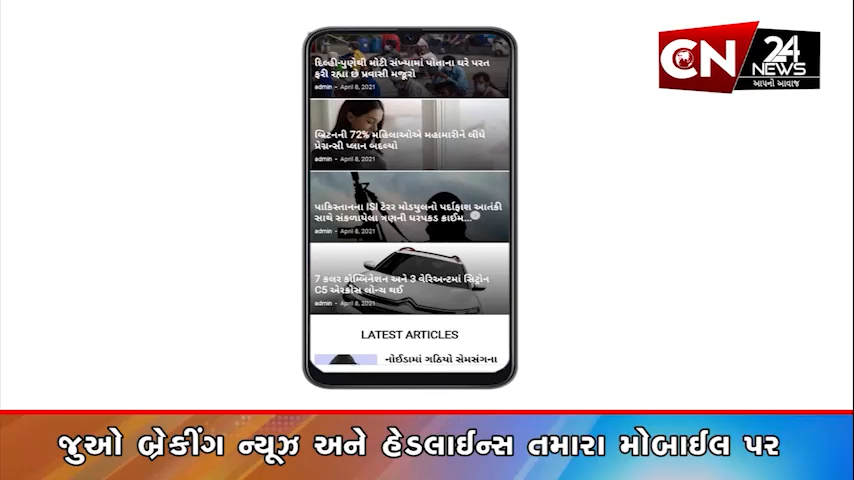 દિલ્હી-પુણેથી મોટી સંખ્યામાં પોતાના ઘરે પરત
ફરી રહ્યા છે પ્રવાસી મજૂરો
admin - April 8, 2021
બ્રિટનની 72% મહિલાઓએ મહામારીને લીધે
પ્રેગ્નન્સી પ્લાન બદલ્યો
admin - April 8, 2021
પાકિસ્તાનના ISI ટેરર મોડયુલનો પર્દાફાશ આતંકી
સાથે સંકળાયેલા ત્રણની ધરપકડ ક્રાઈમ...
admin - April 8, 2021
7 કલર કોમ્બિનેશન અને 3 વેરિઅન્ટમાં સિટ્રોન
C5 એરક્રોસ લોન્ચ થઈ
admin - April 8, 2021
LATEST ARTICLES
નોઈડામાં ગઠિયો સેમસંગના
CN 24
NEWS
આપનો આવાજ
જુઓ બ્રેકીંગ ન્યૂઝ અને હેડલાઈન્સ તમારા મોબાઈલ પર